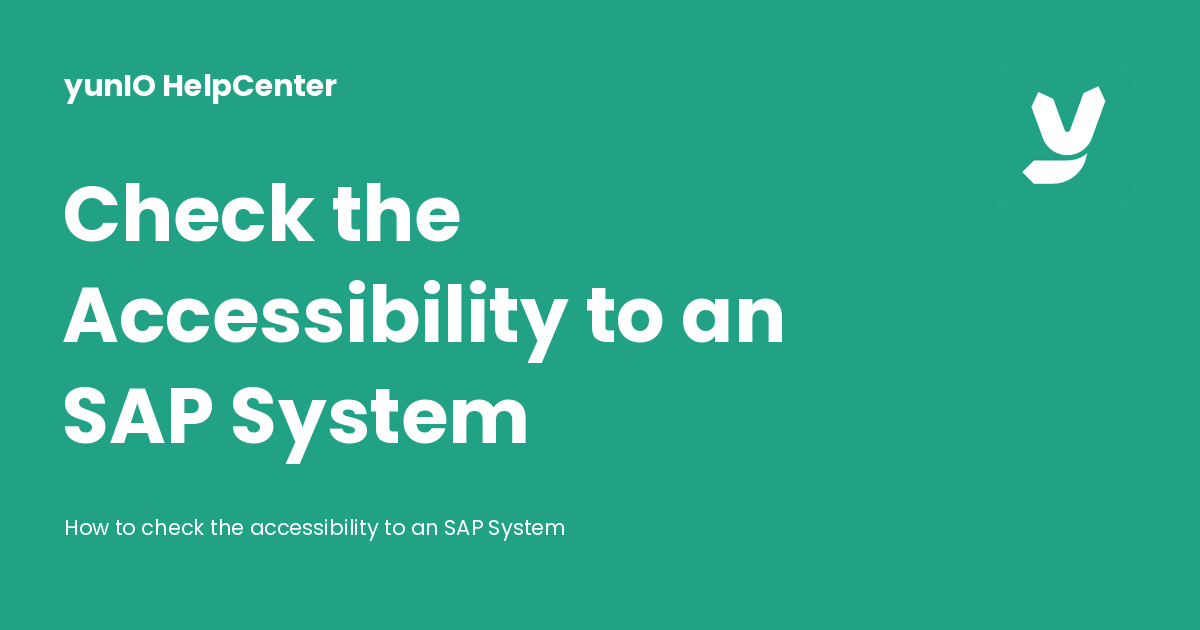 yunIO HelpCenter
Check the
Accessibility to an
SAP System
How to check the accessibility to an SAP System